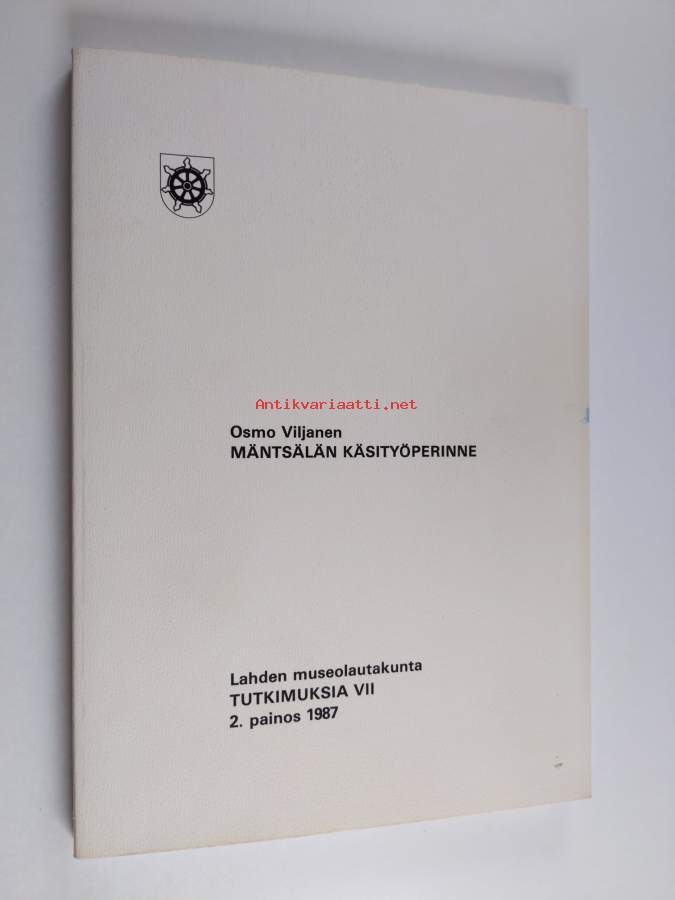 Antikvariaatti.net
Osmo Viljanen
MÄNTSÄLÄN KÄSITYÖPERINNE
Lahden museolautakunta
TUTKIMUKSIA VII
2. painos 1987